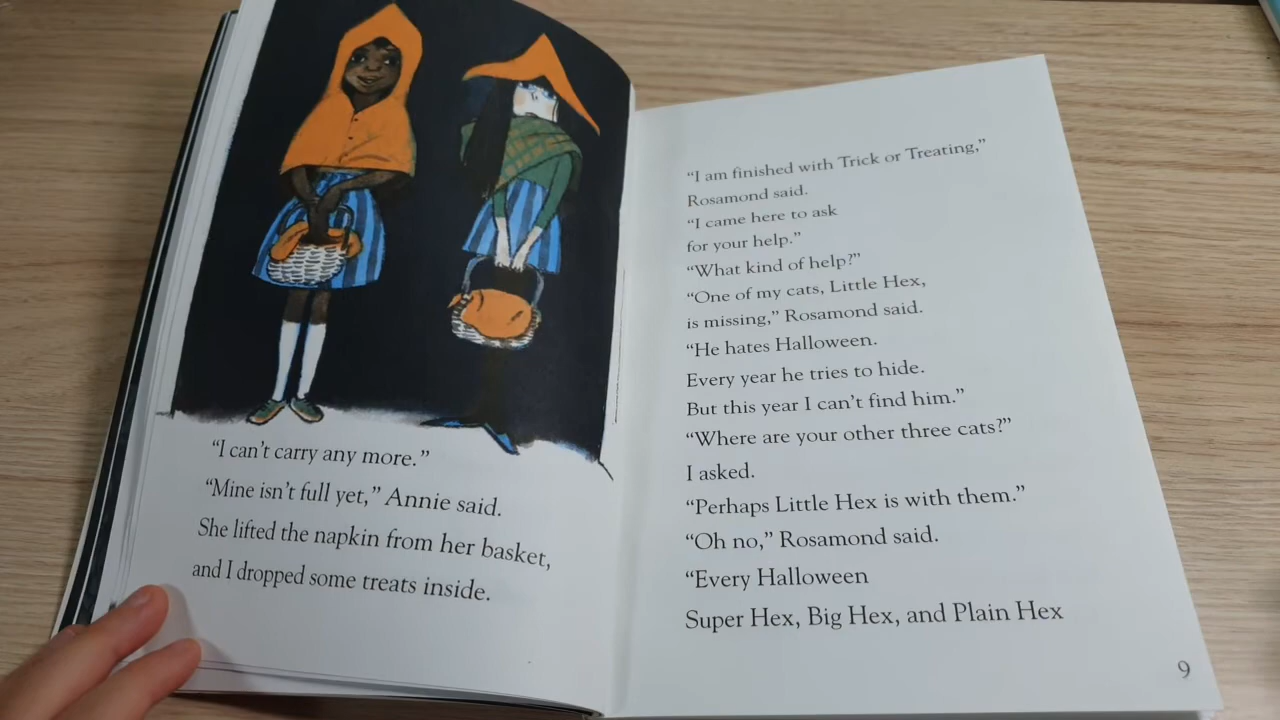 “I can’t carry any more.”
“Mine isn’t full yet,” Annie said.
She lifted the napkin from her basket,
and I dropped some treats inside.
“I am finished with Trick or Treating,”
Rosamond said.
“I came here to ask
for your help.”
“What kind of help?”
“One of my cats, Little Hex,
is missing,” Rosamond said.
“He hates Halloween.
Every year he tries to hide.
But this year I can’t find him.”
“Where are your other three cats?”
I asked.
“Perhaps Little Hex is with them.”
“Oh no,” Rosamond said.
“Every Halloween
Super Hex, Big Hex, and Plain Hex
9